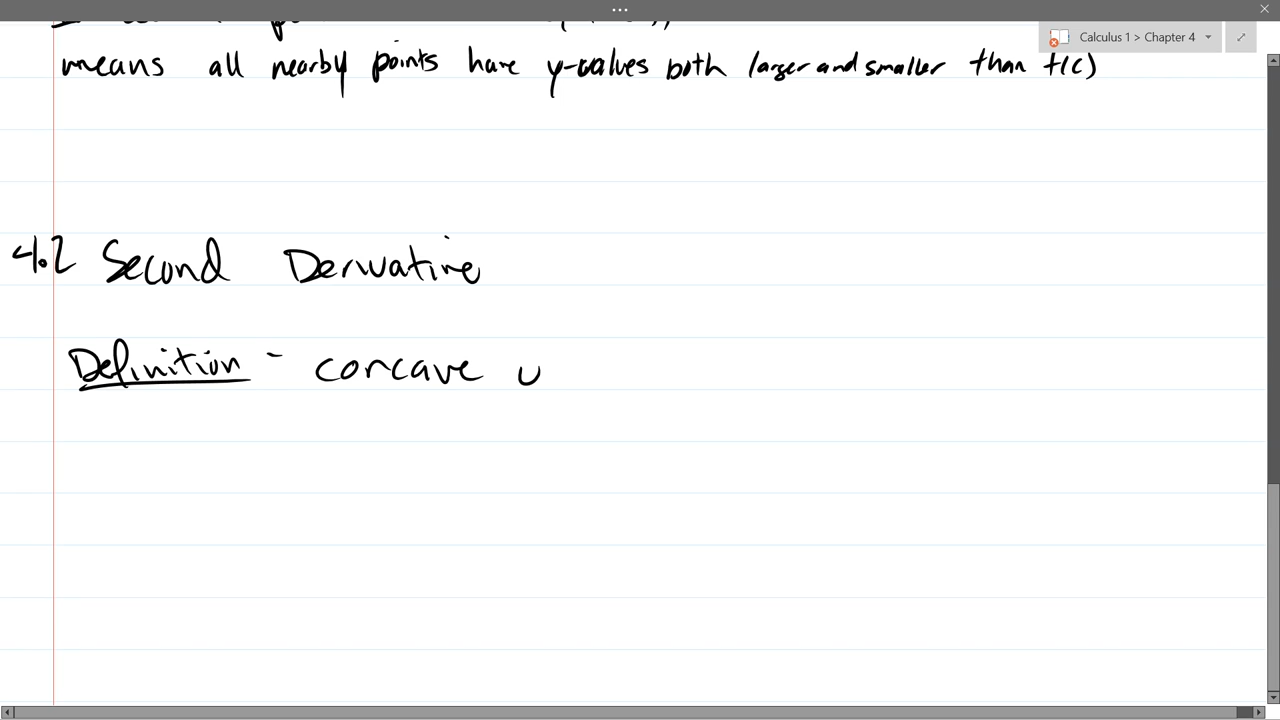 Calculus 1 > Chapter 4
means all nearby points have y-values both larger and smaller than f(c)
4.2 Second Derivative
Definition - concave u